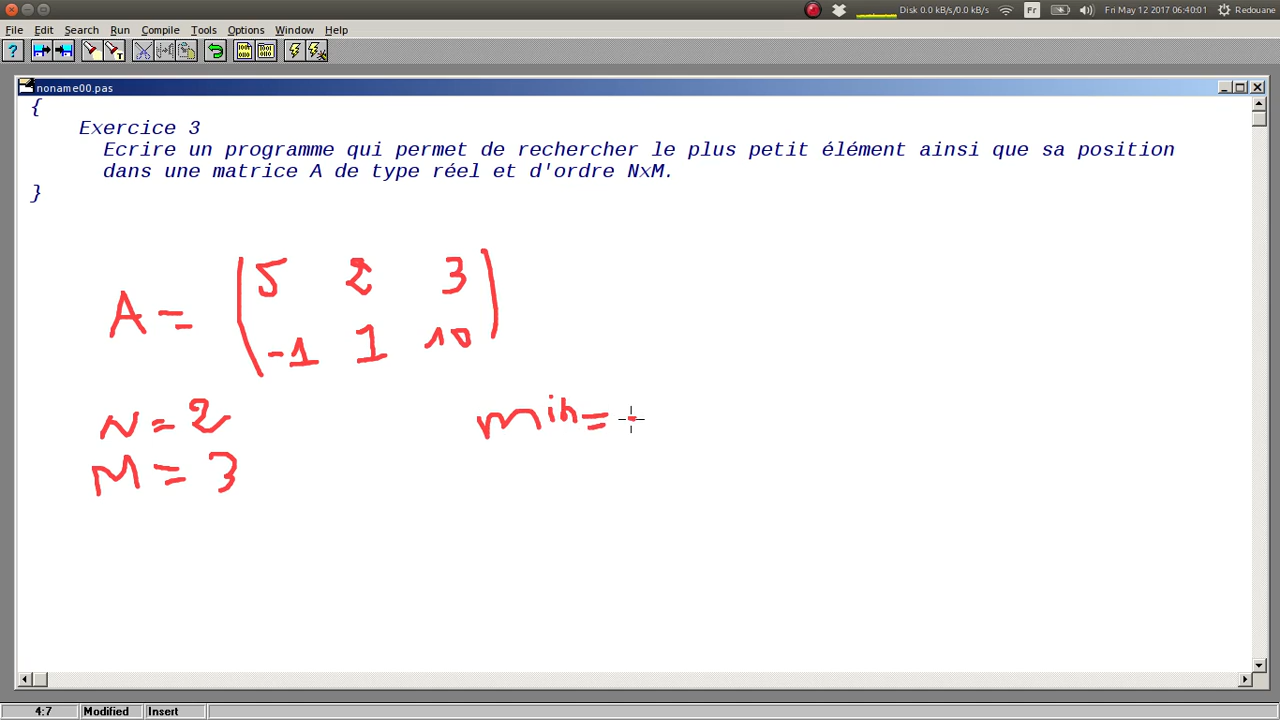 Disk 0.0 kB/s/0.0 kB/s Fr Fri May 12 2017 06:40:01 Redouane
File Edit Search Run Compile Tools Options Window Help
noname00.pas
{
Exercice 3
Ecrire un programme qui permet de rechercher le plus petit élément ainsi que sa position
dans une matrice A de type réel et d'ordre NxM.
}
5 2 3
A =
-1 1 10
N = 2
min =
M = 3
4:7 Modified Insert